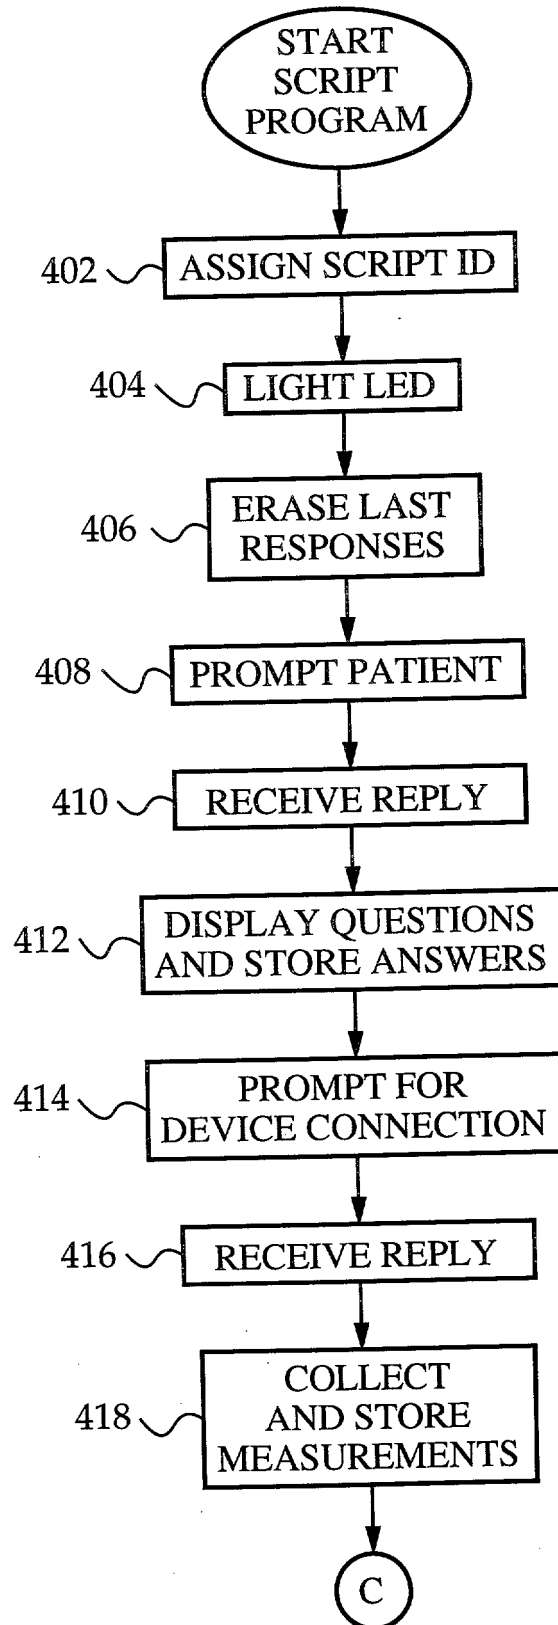 START
SCRIPT
PROGRAM
402
ASSIGN SCRIPT ID
404
LIGHT LED
406
ERASE LAST
RESPONSES
408
PROMPT PATIENT
410
RECEIVE REPLY
412
DISPLAY QUESTIONS
AND STORE ANSWERS
414
PROMPT FOR
DEVICE CONNECTION
416
RECEIVE REPLY
418
COLLECT
AND STORE
MEASUREMENTS
C